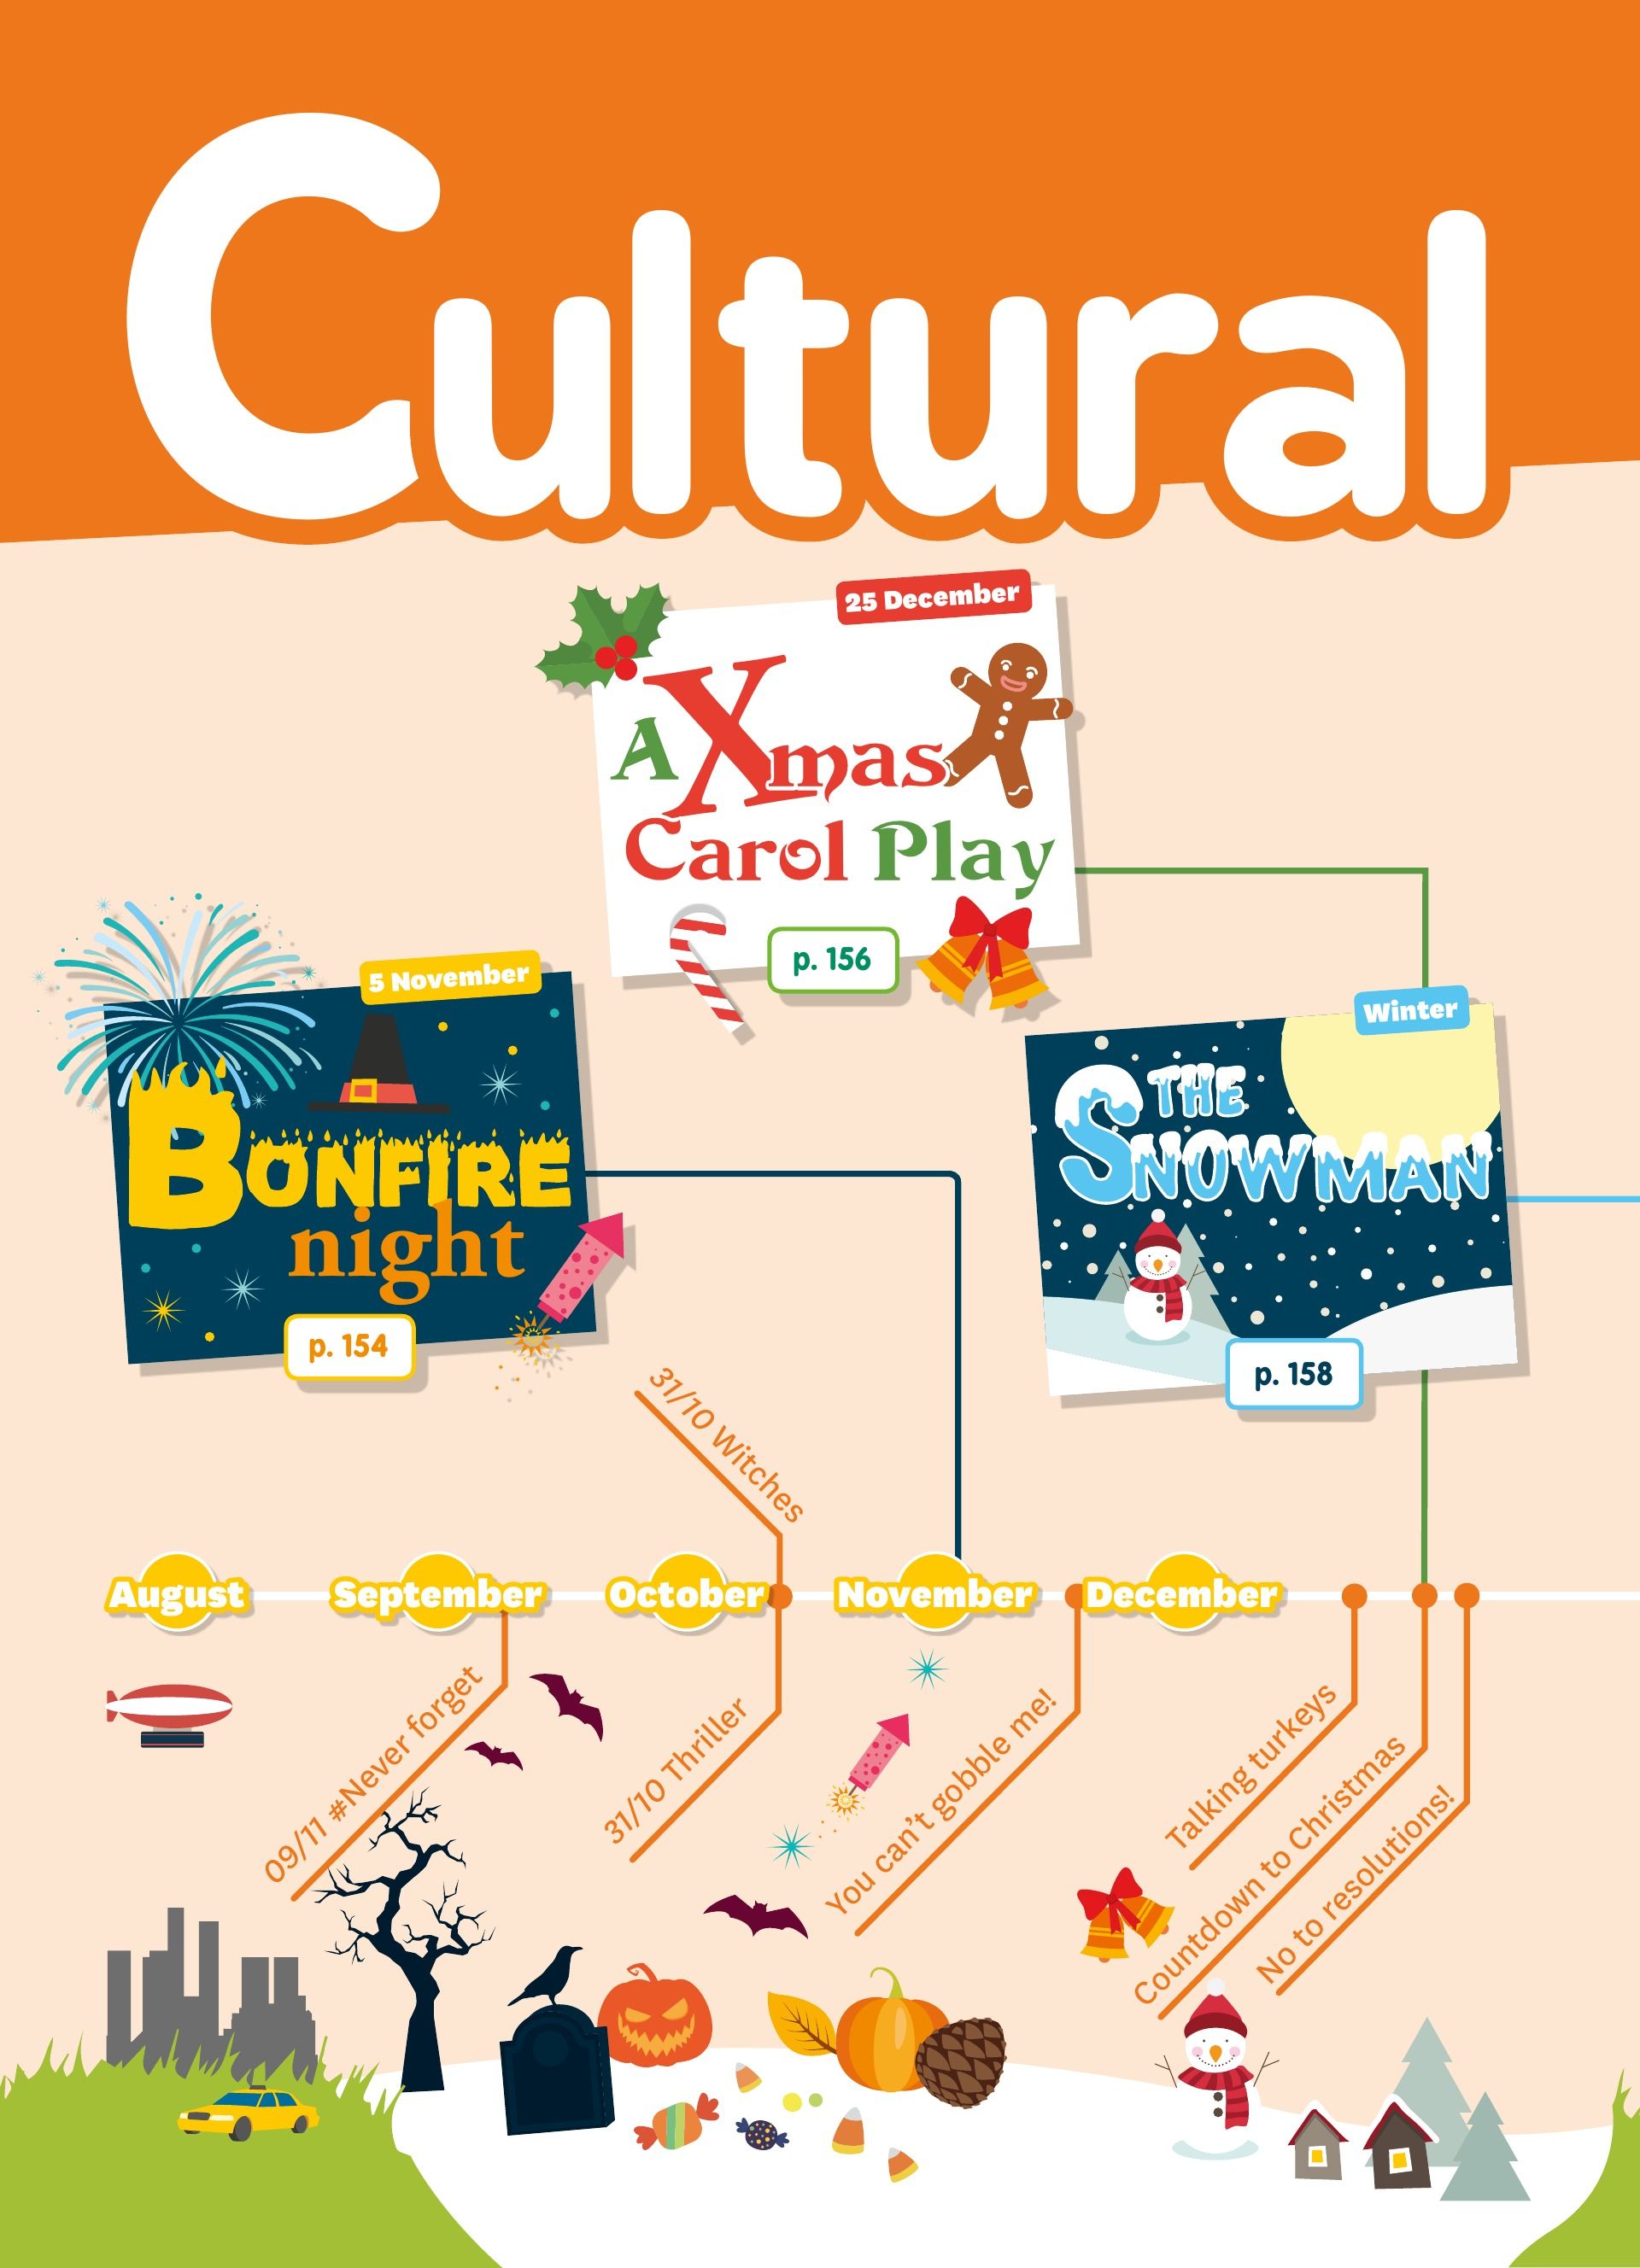 Cultural
25 December
A Xmas
Carol Play
p. 156
5 November
BONFIRE
night
p. 154
Winter
THE
SNOWMAN
p. 158
31/10 Witches
August
September
October
November
December
09/11 #Never forget
31/10 Thriller
You can't gobble me!
Talking turkeys
Countdown to Christmas
No to resolutions!